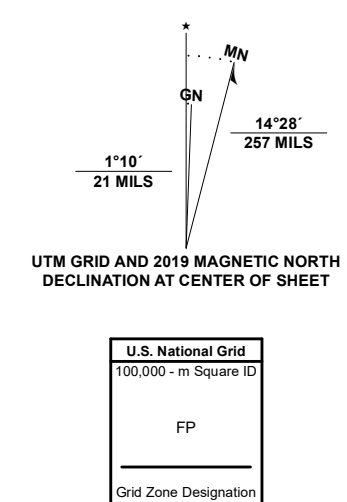 ★
MN
GN
14°28´
257 MILS
1°10´
21 MILS
UTM GRID AND 2019 MAGNETIC NORTH
DECLINATION AT CENTER OF SHEET
U.S. National Grid
100,000 - m Square ID
FP
Grid Zone Designation